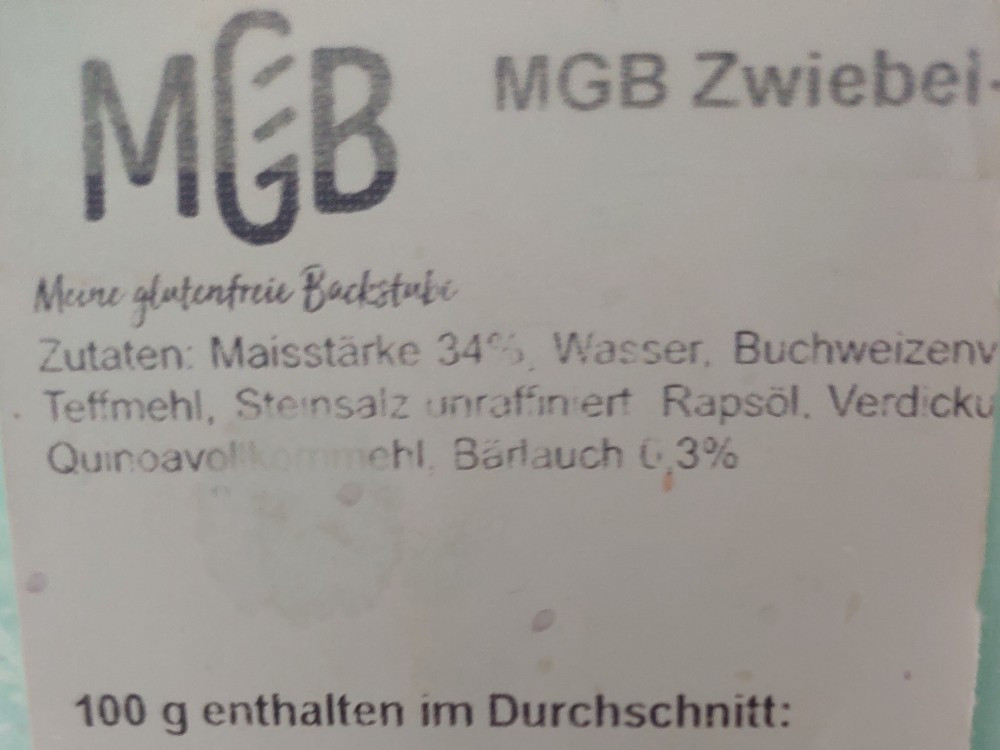 MGB
MGB Zwiebel-
Meine glutenfreie Backstube
Zutaten: Maisstärke 34%, Wasser, Buchweizenv
Teffmehl, Steinsalz unraffiniert Rapsöl, Verdicku
Quinoavollkornmehl, Bärlauch 0,3%
100 g enthalten im Durchschnitt: